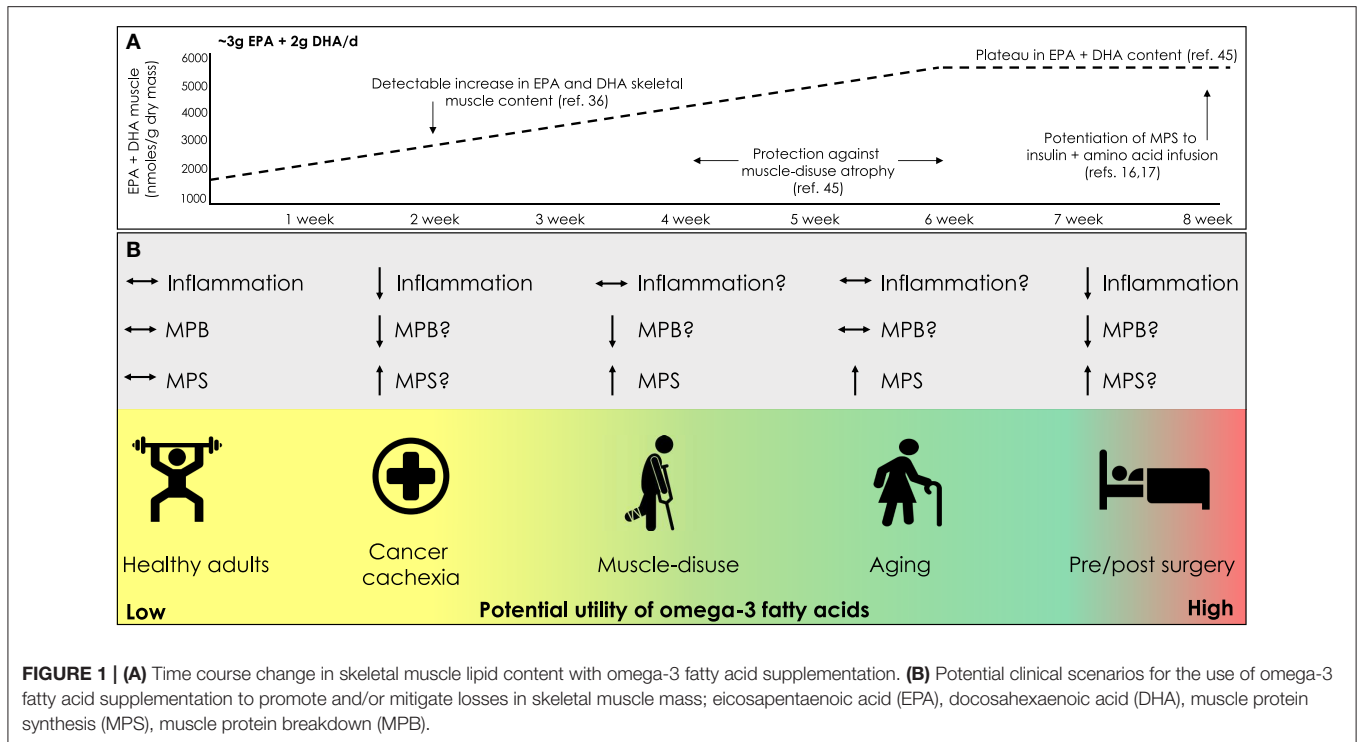 A
~3g EPA + 2g DHA/d
EPA + DHA muscle
(nmoles/g dry mass)
6000
5000
4000
3000
2000
1000
Detectable increase in EPA and DHA skeletal
muscle content (ref. 36)
Plateau in EPA + DHA content (ref. 45)
Protection against
muscle-disuse atrophy
(ref. 45)
Potentiation of MPS to
insulin + amino acid infusion
(refs. 16,17)
1 week 2 week 3 week 4 week 5 week 6 week 7 week 8 week
B
↔ Inflammation ↓ Inflammation ↔ Inflammation? ↔ Inflammation? ↓ Inflammation
↔ MPB ↓ MPB? ↓ MPB? ↔ MPB? ↓ MPB?
↔ MPS ↑ MPS? ↑ MPS ↑ MPS ↑ MPS?
Healthy adults
Cancer
cachexia
Muscle-disuse
Aging
Pre/post surgery
Low Potential utility of omega-3 fatty acids High
FIGURE 1 | (A) Time course change in skeletal muscle lipid content with omega-3 fatty acid supplementation. (B) Potential clinical scenarios for the use of omega-3
fatty acid supplementation to promote and/or mitigate losses in skeletal muscle mass; eicosapentaenoic acid (EPA), docosahexaenoic acid (DHA), muscle protein
synthesis (MPS), muscle protein breakdown (MPB).